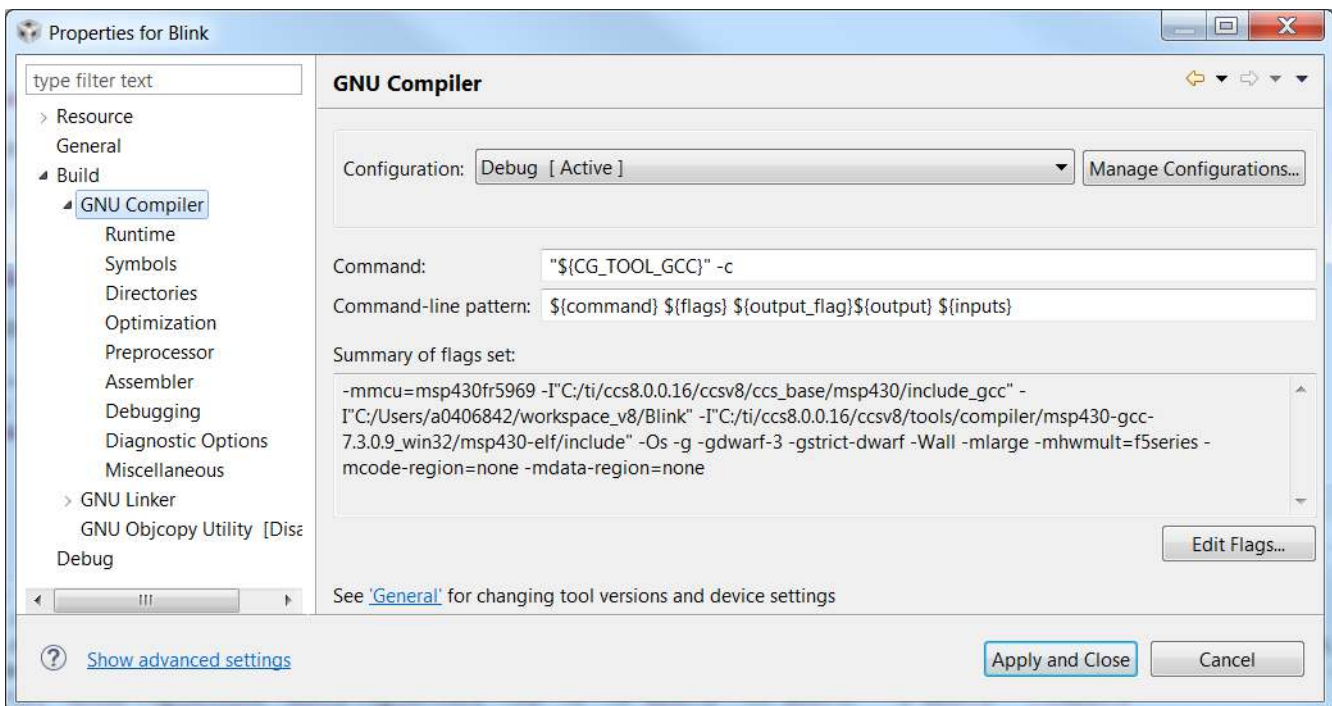 Properties for Blink
type filter text
Resource
General
Build
GNU Compiler
Runtime
Symbols
Directories
Optimization
Preprocessor
Assembler
Debugging
Diagnostic Options
Miscellaneous
GNU Linker
GNU Objcopy Utility [Disa
Debug
GNU Compiler
Configuration: Debug [ Active ] Manage Configurations...
Command: "${CG_TOOL_GCC}" -c
Command-line pattern: ${command} ${flags} ${output_flag}${output} ${inputs}
Summary of flags set:
-mmcu=msp430fr5969 -I"C:/ti/ccs8.0.0.16/ccsv8/ccs_base/msp430/include_gcc" -
I"C:/Users/a0406842/workspace_v8/Blink" -I"C:/ti/ccs8.0.0.16/ccsv8/tools/compiler/msp430-gcc-
7.3.0.9_win32/msp430-elf/include" -Os -g -gdwarf-3 -gstrict-dwarf -Wall -mlarge -mhwmult=f5series -
mcode-region=none -mdata-region=none
Edit Flags...
See 'General' for changing tool versions and device settings
? Show advanced settings
Apply and Close Cancel